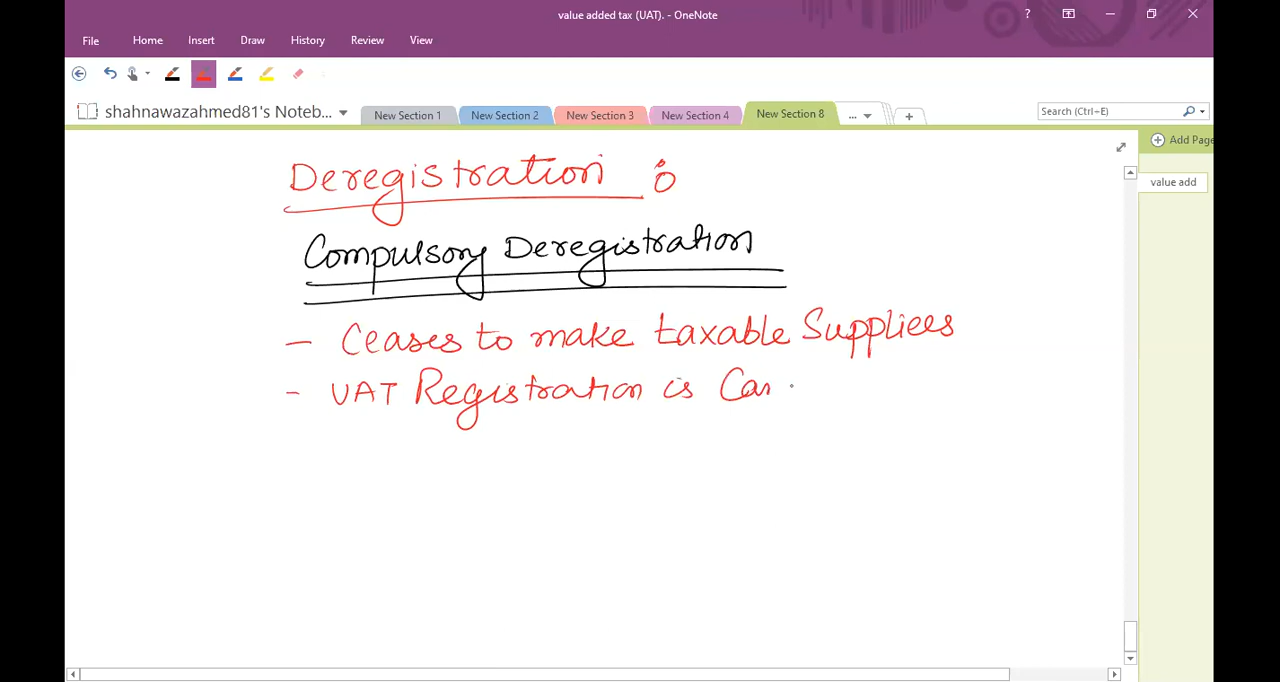 value added tax (UAT). - OneNote
?
File Home Insert Draw History Review View
shahnawazahmed81's Noteb... New Section 1 New Section 2 New Section 3 New Section 4 New Section 8 ... + Search (Ctrl+E)
Add Page
value add
Deregistration :
Compulsory Deregistration
- Ceases to make taxable Suppliees
- VAT Registration is Can